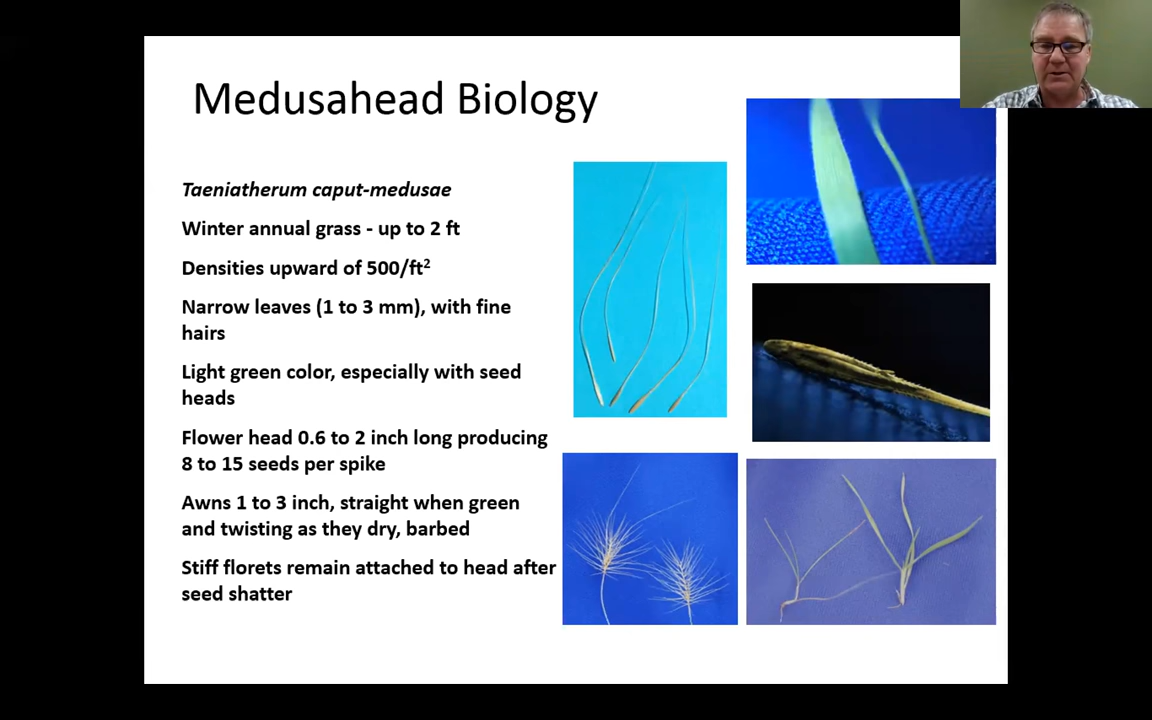 Medusahead Biology
Taeniatherum caput-medusae
Winter annual grass - up to 2 ft
Densities upward of 500/ft²
Narrow leaves (1 to 3 mm), with fine
hairs
Light green color, especially with seed
heads
Flower head 0.6 to 2 inch long producing
8 to 15 seeds per spike
Awns 1 to 3 inch, straight when green
and twisting as they dry, barbed
Stiff florets remain attached to head after
seed shatter